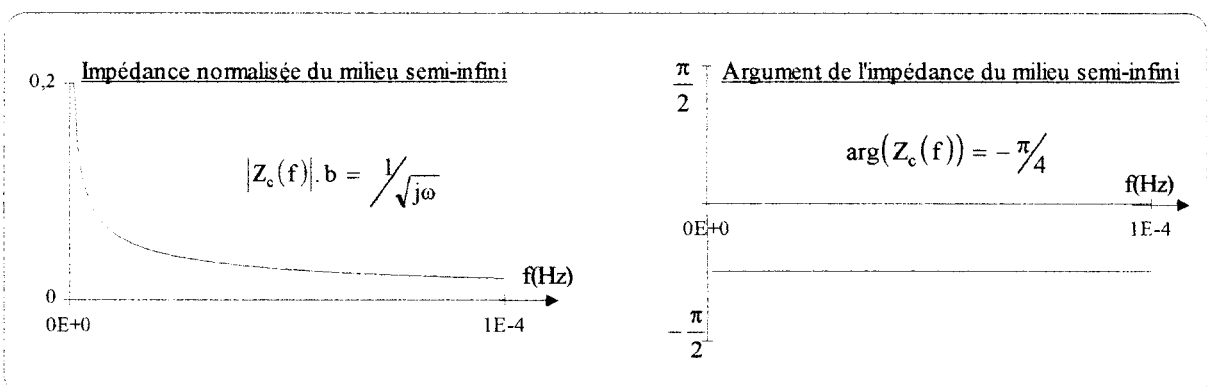 Impédance normalisée du milieu semi-infini
0,2
|Z_c(f)|.b = 1/√jω
f(Hz)
0
0E+0
1E-4
π/2
Argument de l'impédance du milieu semi-infini
arg(Z_c(f)) = - π/4
f(Hz)
0E+0
1E-4
-π/2